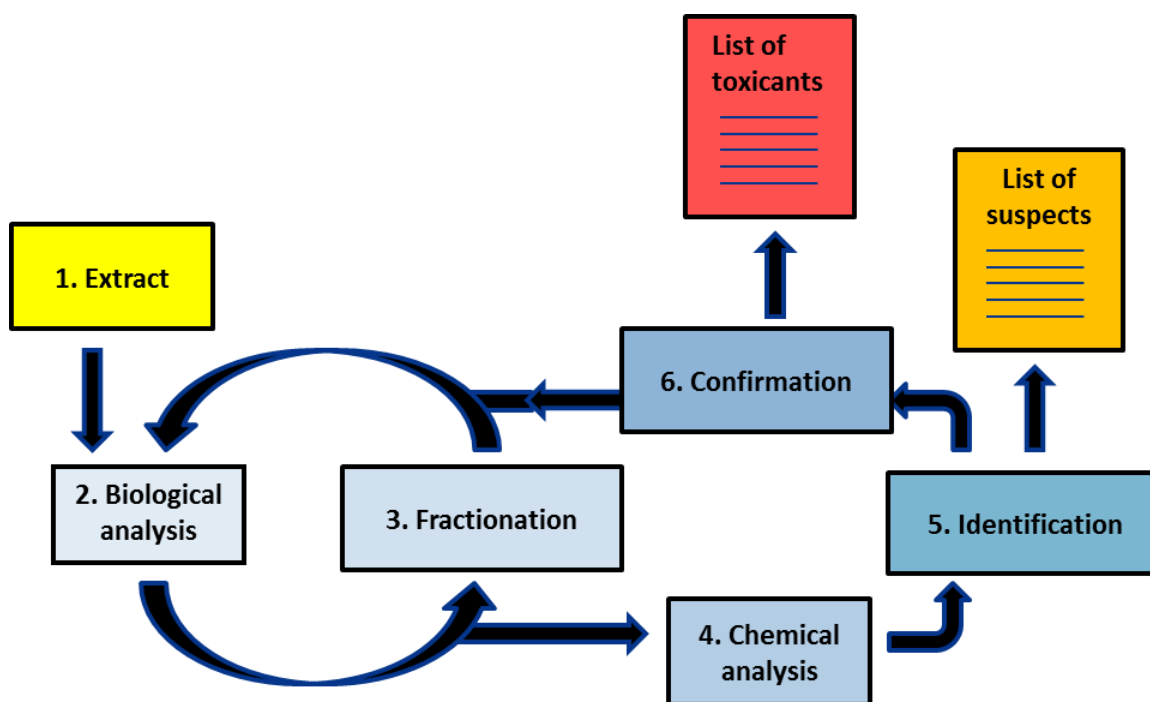 List of
toxicants
List of
suspects
1. Extract
6. Confirmation
2. Biological
analysis
3. Fractionation
5. Identification
4. Chemical
analysis